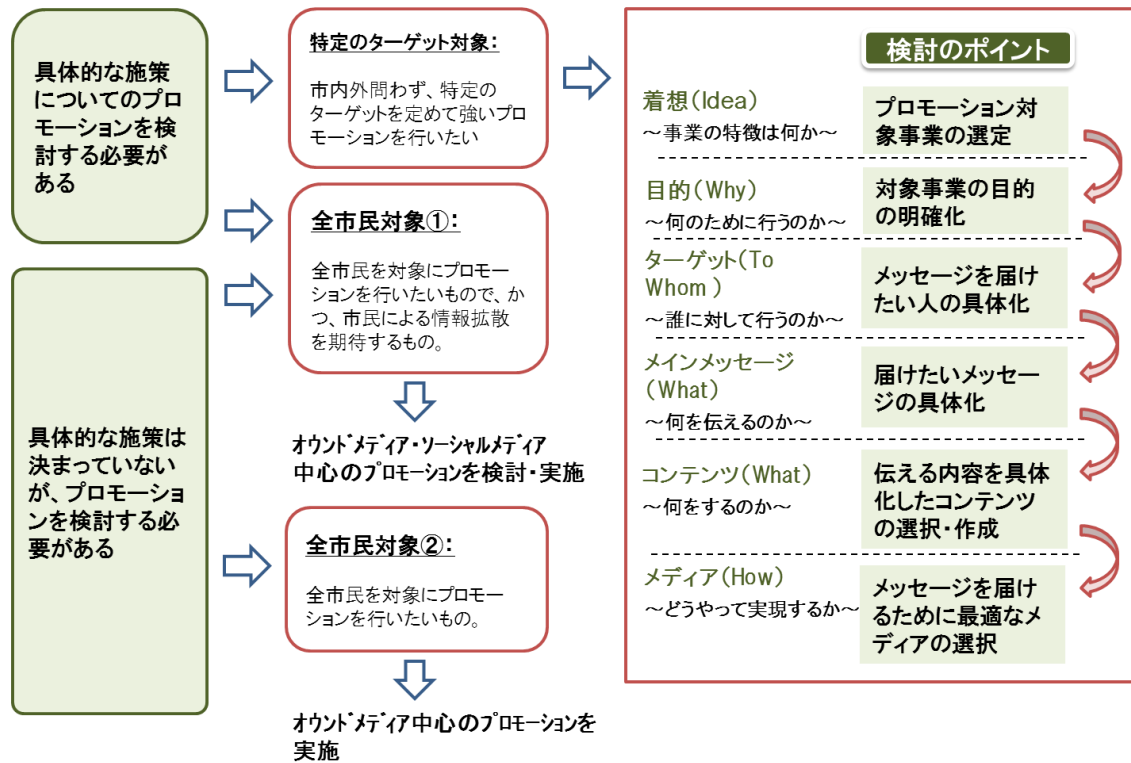 具体的な施策
についてのプロ
モーションを検
討する必要が
ある
具体的な施策は
決まっていない
が、プロモーショ
ンを検討する必
要がある
特定のターゲット対象:
市内外問わず、特定の
ターゲットを定めて強いプロ
モーションを行いたい
全市民対象①:
全市民を対象にプロモー
ションを行いたいもので、か
つ、市民による情報拡散
を期待するもの。
オウンドメディア・ソーシャルメディア
中心のプロモーションを検討・実施
全市民対象②:
全市民を対象にプロモー
ションを行いたいもの。
オウンドメディア中心のプロモーションを
実施
検討のポイント
着想(Idea)
~事業の特徴は何か~
プロモーション対
象事業の選定
目的(Why)
~何のために行うのか~
対象事業の目的
の明確化
ターゲット(To
Whom )
~誰に対して行うのか~
メッセージを届け
たい人の具体化
メインメッセージ
(What)
~何を伝えるのか~
届けたいメッセー
ジの具体化
コンテンツ(What)
~何をするのか~
伝える内容を具体
化したコンテンツ
の選択・作成
メディア(How)
~どうやって実現するか~
メッセージを届け
るために最適なメ
ディアの選択